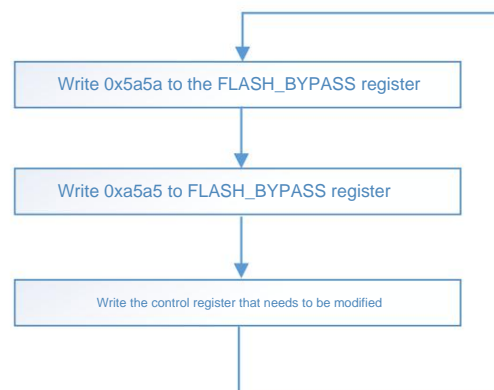 Write 0x5a5a to the FLASH_BYPASS register
Write 0xa5a5 to FLASH_BYPASS register
Write the control register that needs to be modified